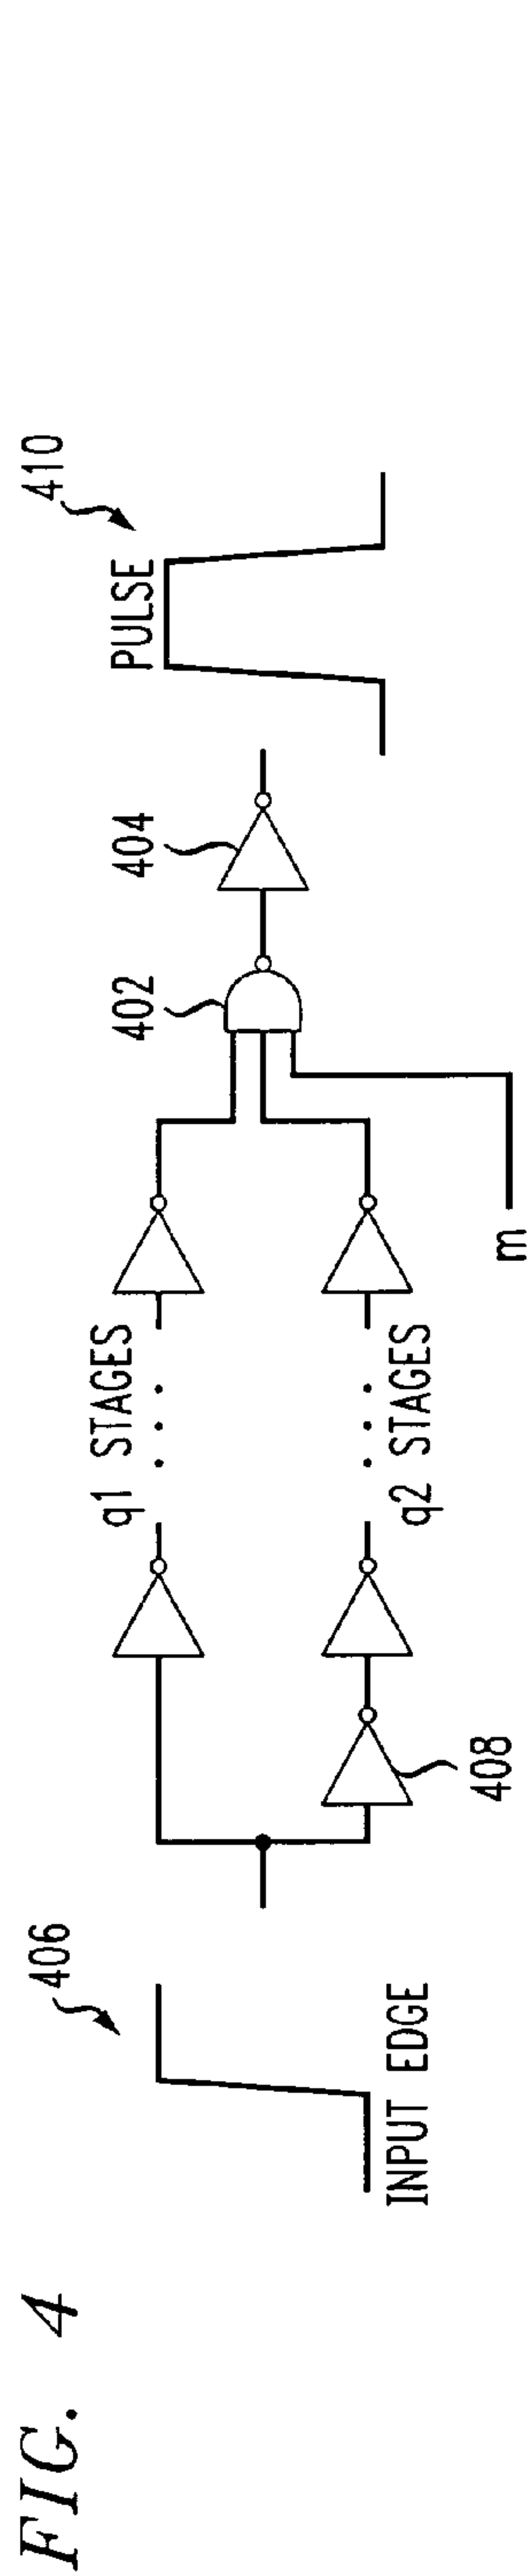 FIG. 4
406
INPUT EDGE
408
q1 STAGES
q2 STAGES
m
402
404
PULSE
410